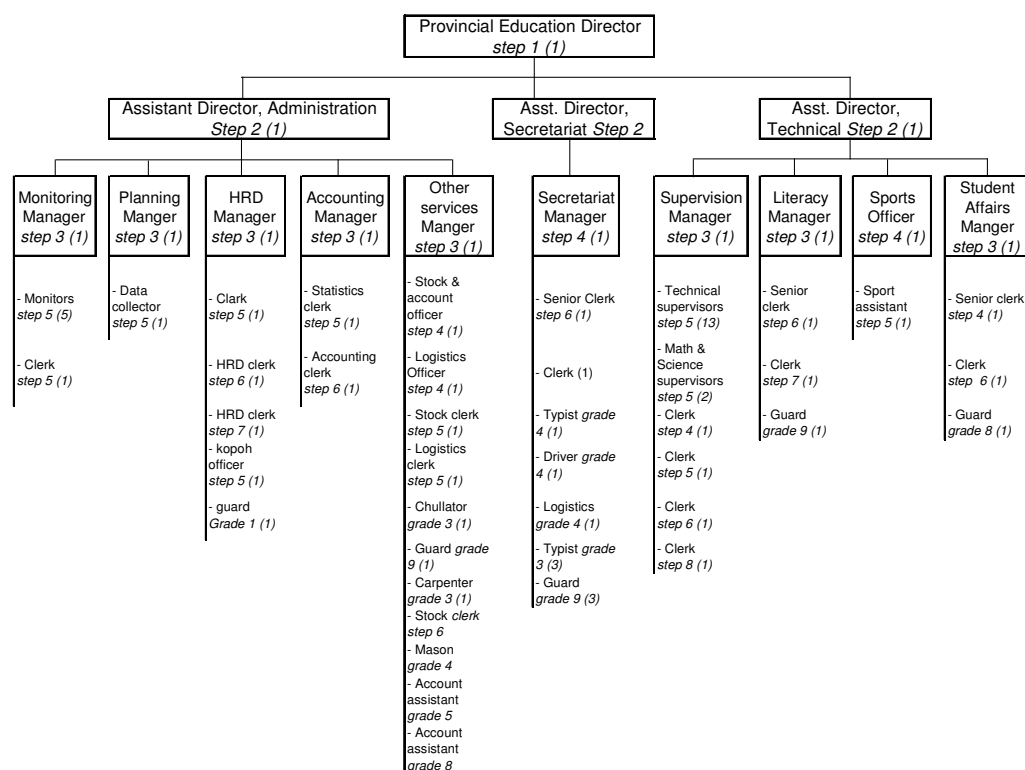 Provincial Education Director
step 1 (1)
Assistant Director, Administration
Step 2 (1)
Asst. Director,
Secretariat Step 2
Asst. Director,
Technical Step 2 (1)
Monitoring
Manager
step 3 (1)
Planning
Manger
step 3 (1)
HRD
Manager
step 3 (1)
Accounting
Manager
step 3 (1)
Other
services
Manger
step 3 (1)
Secretariat
Manager
step 4 (1)
Supervision
Manager
step 3 (1)
Literacy
Manager
step 3 (1)
Sports
Officer
step 4 (1)
Student
Affairs
Manger
step 3 (1)
- Monitors
step 5 (5)
- Clerk
step 5 (1)
- Data
collector
step 5 (1)
- Clark
step 5 (1)
- HRD clerk
step 6 (1)
- HRD clerk
step 7 (1)
- kopoh
officer
step 5 (1)
- guard
Grade 1 (1)
- Statistics
clerk
step 5 (1)
- Accounting
clerk
step 6 (1)
- Stock &
account
officer
step 4 (1)
- Logistics
Officer
step 4 (1)
- Stock clerk
step 5 (1)
- Logistics
clerk
step 5 (1)
- Chullator
grade 3 (1)
- Guard grade
9 (1)
- Carpenter
grade 3 (1)
- Stock clerk
step 6
- Mason
grade 4
- Account
assistant
grade 5
- Account
assistant
grade 8
- Senior Clerk
step 6 (1)
- Clerk (1)
- Typist grade
4 (1)
- Driver grade
4 (1)
- Logistics
grade 4 (1)
- Typist grade
3 (3)
- Guard
grade 9 (3)
- Technical
supervisors
step 5 (13)
- Math &
Science
supervisors
step 5 (2)
- Clerk
step 4 (1)
- Clerk
step 5 (1)
- Clerk
step 6 (1)
- Clerk
step 8 (1)
- Senior
clerk
step 6 (1)
- Clerk
step 7 (1)
- Guard
grade 9 (1)
- Sport
assistant
step 5 (1)
- Senior clerk
step 4 (1)
- Clerk
step 6 (1)
- Guard
grade 8 (1)